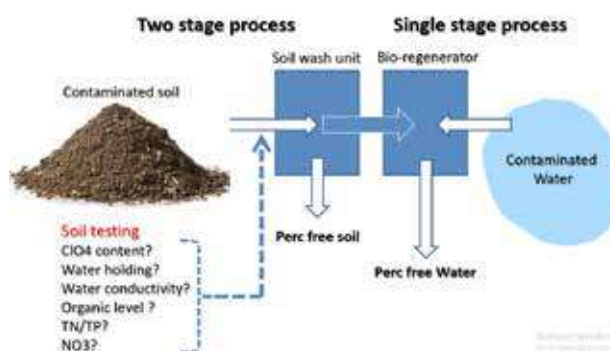 Two stage process
Single stage process
Soil wash unit
Bio-regenerator
Contaminated soil
Contaminated
Water
Soil testing
ClO4 content?
Water holding?
Water conductivity?
Organic level ?
TN/TP?
NO3?
Perc free soil
Perc free Water